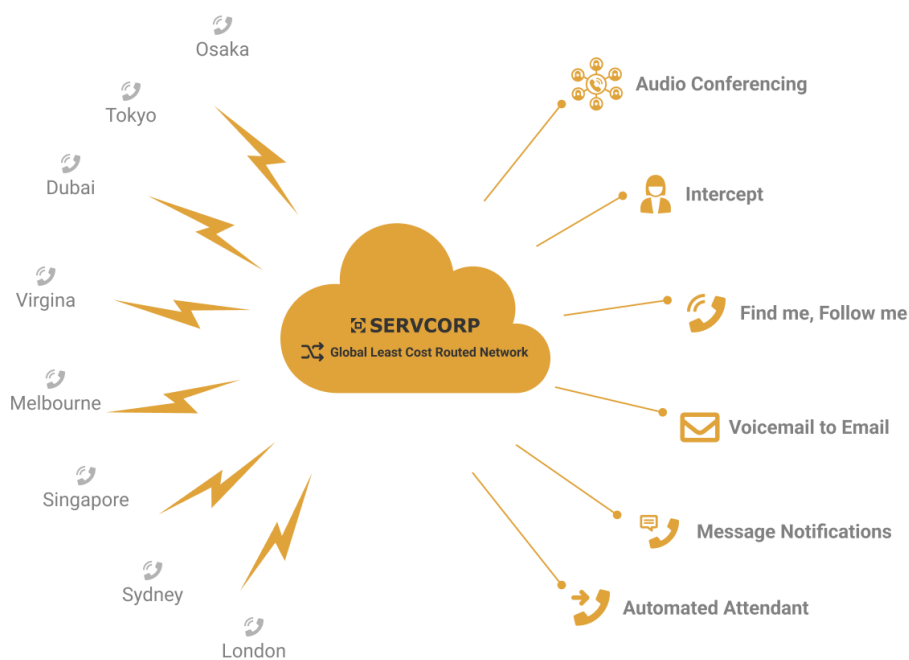 Osaka
Tokyo
Dubai
Virgina
Melbourne
Singapore
Sydney
London
SERVCORP
Global Least Cost Routed Network
Audio Conferencing
Intercept
Find me, Follow me
Voicemail to Email
Message Notifications
Automated Attendant